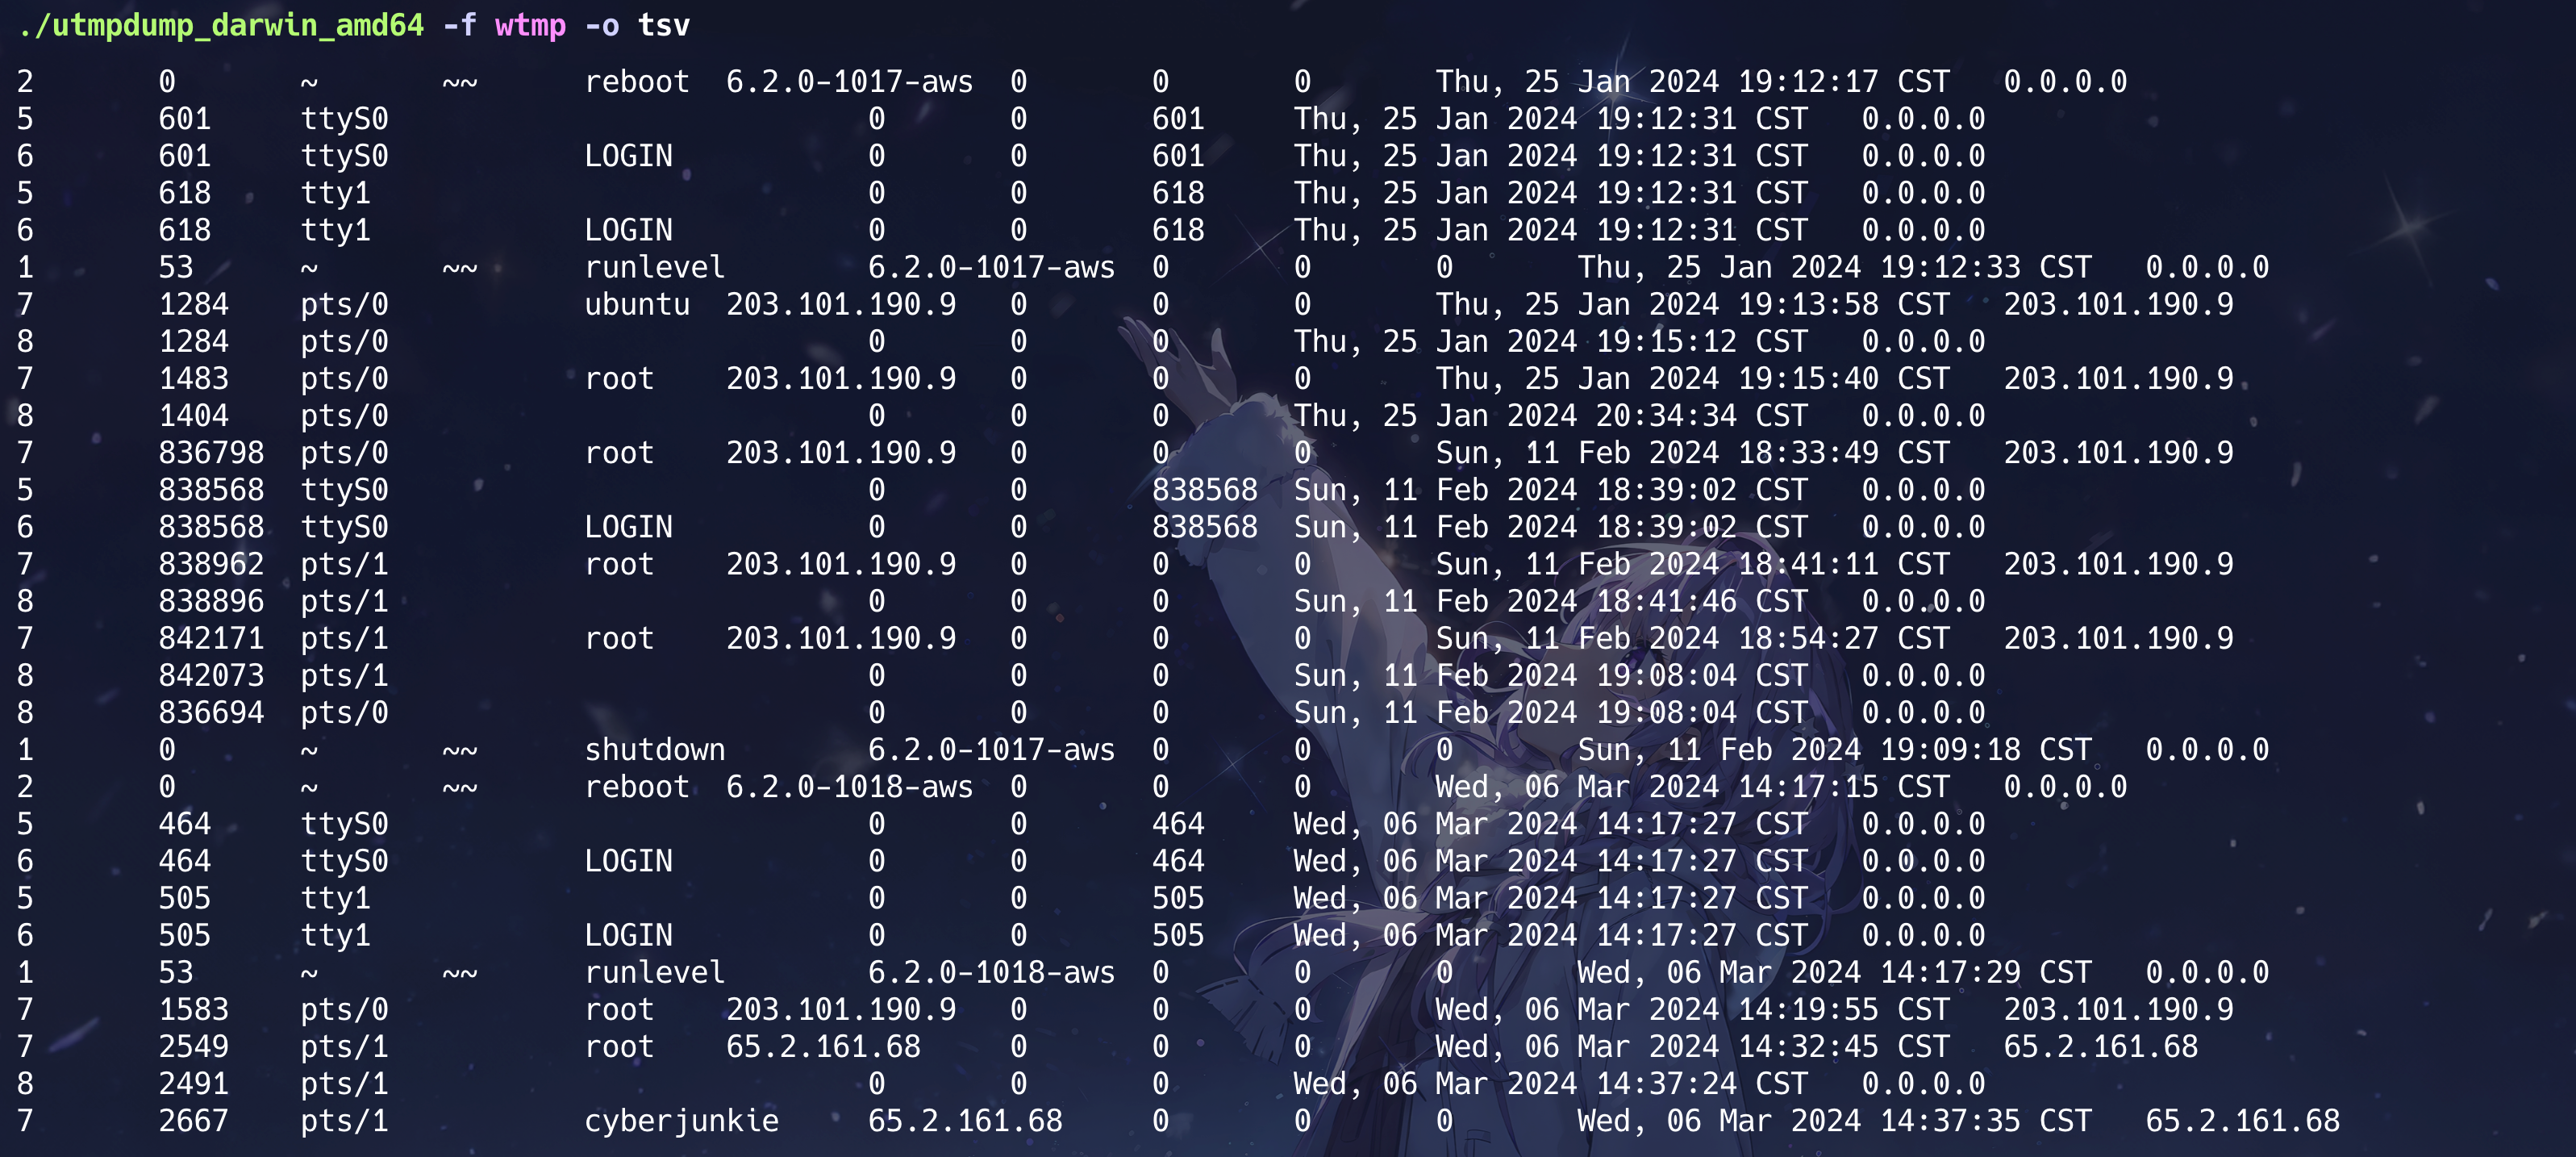 ./utmpdump_darwin_amd64 -f wtmp -o tsv
2 0 ~ ~~ reboot 6.2.0-1017-aws 0 0 0 Thu, 25 Jan 2024 19:12:17 CST 0.0.0.0
5 601 ttyS0 0 0 601 Thu, 25 Jan 2024 19:12:31 CST 0.0.0.0
6 601 ttyS0 LOGIN 0 0 601 Thu, 25 Jan 2024 19:12:31 CST 0.0.0.0
5 618 tty1 0 0 618 Thu, 25 Jan 2024 19:12:31 CST 0.0.0.0
6 618 tty1 LOGIN 0 0 618 Thu, 25 Jan 2024 19:12:31 CST 0.0.0.0
1 53 ~ ~~ runlevel 6.2.0-1017-aws 0 0 0 Thu, 25 Jan 2024 19:12:33 CST 0.0.0.0
7 1284 pts/0 ubuntu 203.101.190.9 0 0 0 Thu, 25 Jan 2024 19:13:58 CST 203.101.190.9
8 1284 pts/0 0 0 0 Thu, 25 Jan 2024 19:15:12 CST 0.0.0.0
7 1483 pts/0 root 203.101.190.9 0 0 0 Thu, 25 Jan 2024 19:15:40 CST 203.101.190.9
8 1404 pts/0 0 0 0 Thu, 25 Jan 2024 20:34:34 CST 0.0.0.0
7 836798 pts/0 root 203.101.190.9 0 0 0 Sun, 11 Feb 2024 18:33:49 CST 203.101.190.9
5 838568 ttyS0 0 0 838568 Sun, 11 Feb 2024 18:39:02 CST 0.0.0.0
6 838568 ttyS0 LOGIN 0 0 838568 Sun, 11 Feb 2024 18:39:02 CST 0.0.0.0
7 838962 pts/1 root 203.101.190.9 0 0 0 Sun, 11 Feb 2024 18:41:11 CST 203.101.190.9
8 838896 pts/1 0 0 0 Sun, 11 Feb 2024 18:41:46 CST 0.0.0.0
7 842171 pts/1 root 203.101.190.9 0 0 0 Sun, 11 Feb 2024 18:54:27 CST 203.101.190.9
8 842073 pts/1 0 0 0 Sun, 11 Feb 2024 19:08:04 CST 0.0.0.0
8 836694 pts/0 0 0 0 Sun, 11 Feb 2024 19:08:04 CST 0.0.0.0
1 0 ~ ~~ shutdown 6.2.0-1017-aws 0 0 0 Sun, 11 Feb 2024 19:09:18 CST 0.0.0.0
2 0 ~ ~~ reboot 6.2.0-1018-aws 0 0 0 Wed, 06 Mar 2024 14:17:15 CST 0.0.0.0
5 464 ttyS0 0 0 464 Wed, 06 Mar 2024 14:17:27 CST 0.0.0.0
6 464 ttyS0 LOGIN 0 0 464 Wed, 06 Mar 2024 14:17:27 CST 0.0.0.0
5 505 tty1 0 0 505 Wed, 06 Mar 2024 14:17:27 CST 0.0.0.0
6 505 tty1 LOGIN 0 0 505 Wed, 06 Mar 2024 14:17:27 CST 0.0.0.0
1 53 ~ ~~ runlevel 6.2.0-1018-aws 0 0 0 Wed, 06 Mar 2024 14:17:29 CST 0.0.0.0
7 1583 pts/0 root 203.101.190.9 0 0 0 Wed, 06 Mar 2024 14:19:55 CST 203.101.190.9
7 2549 pts/1 root 65.2.161.68 0 0 0 Wed, 06 Mar 2024 14:32:45 CST 65.2.161.68
8 2491 pts/1 0 0 0 Wed, 06 Mar 2024 14:37:24 CST 0.0.0.0
7 2667 pts/1 cyberjunkie 65.2.161.68 0 0 0 Wed, 06 Mar 2024 14:37:35 CST 65.2.161.68